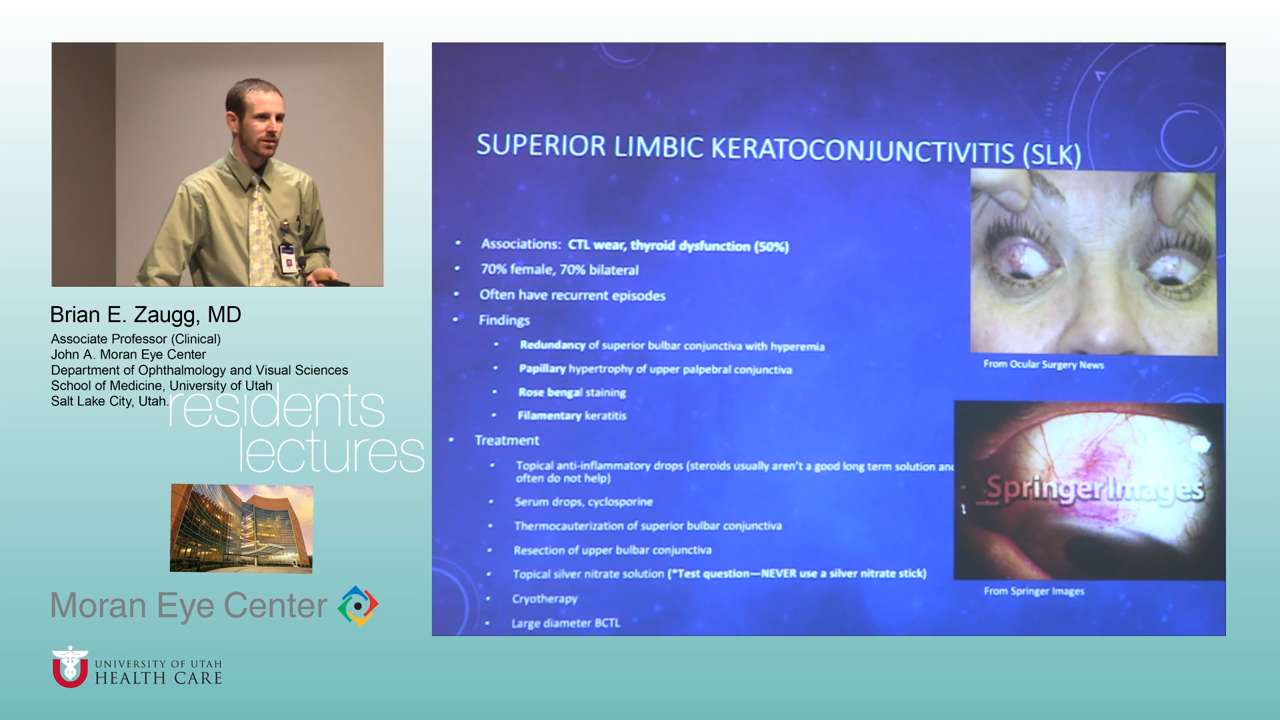 Brian E. Zaugg, MD
Associate Professor (Clinical)
John A. Moran Eye Center
Department of Ophthalmology and Visual Sciences
School of Medicine, University of Utah
Salt Lake City, Utah.
residents
lectures
Moran Eye Center
UNIVERSITY OF UTAH
HEALTH CARE
SUPERIOR LIMBIC KERATOCONJUNCTIVITIS (SLK)
• Associations: CTL wear, thyroid dysfunction (50%)
• 70% female, 70% bilateral
• Often have recurrent episodes
• Findings
• Redundancy of superior bulbar conjunctiva with hyperemia
• Papillary hypertrophy of upper palpebral conjunctiva
• Rose bengal staining
• Filamentary keratitis
• Treatment
• Topical anti-inflammatory drops (steroids usually aren't a good long term solution and
often do not help)
• Serum drops, cyclosporine
• Thermocauterization of superior bulbar conjunctiva
• Resection of upper bulbar conjunctiva
• Topical silver nitrate solution (*Test question—NEVER use a silver nitrate stick)
• Cryotherapy
• Large diameter BCTL
From Ocular Surgery News
SpringerImages
From Springer Images